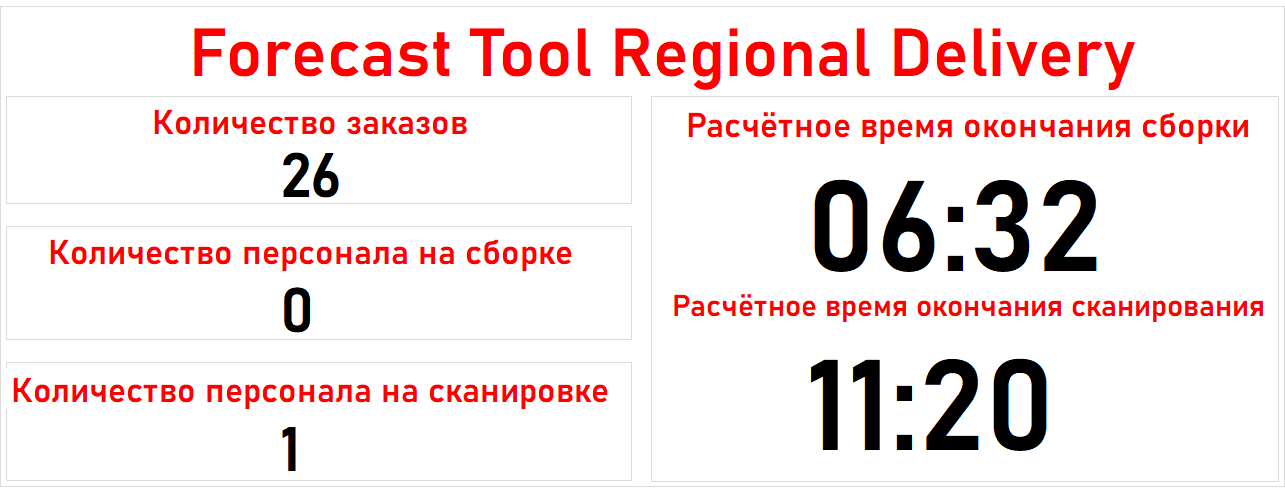 Forecast Tool Regional Delivery
Количество заказов
26
Количество персонала на сборке
0
Количество персонала на сканировке
1
Расчётное время окончания сборки
06:32
Расчётное время окончания сканирования
11:20